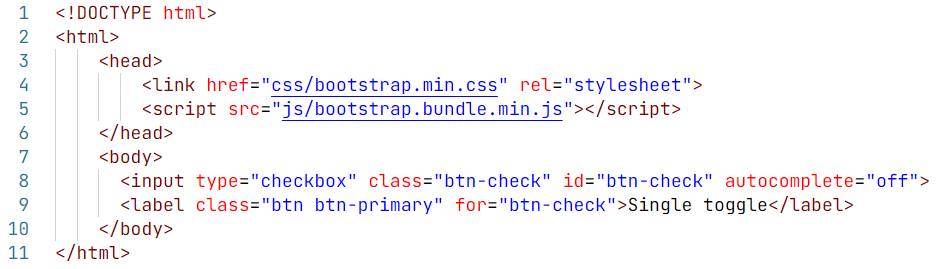 1 <!DOCTYPE html>
2 <html>
3 <head>
4 <link href="css/bootstrap.min.css" rel="stylesheet">
5 <script src="js/bootstrap.bundle.min.js"></script>
6 </head>
7 <body>
8 <input type="checkbox" class="btn-check" id="btn-check" autocomplete="off">
9 <label class="btn btn-primary" for="btn-check">Single toggle</label>
10 </body>
11 </html>